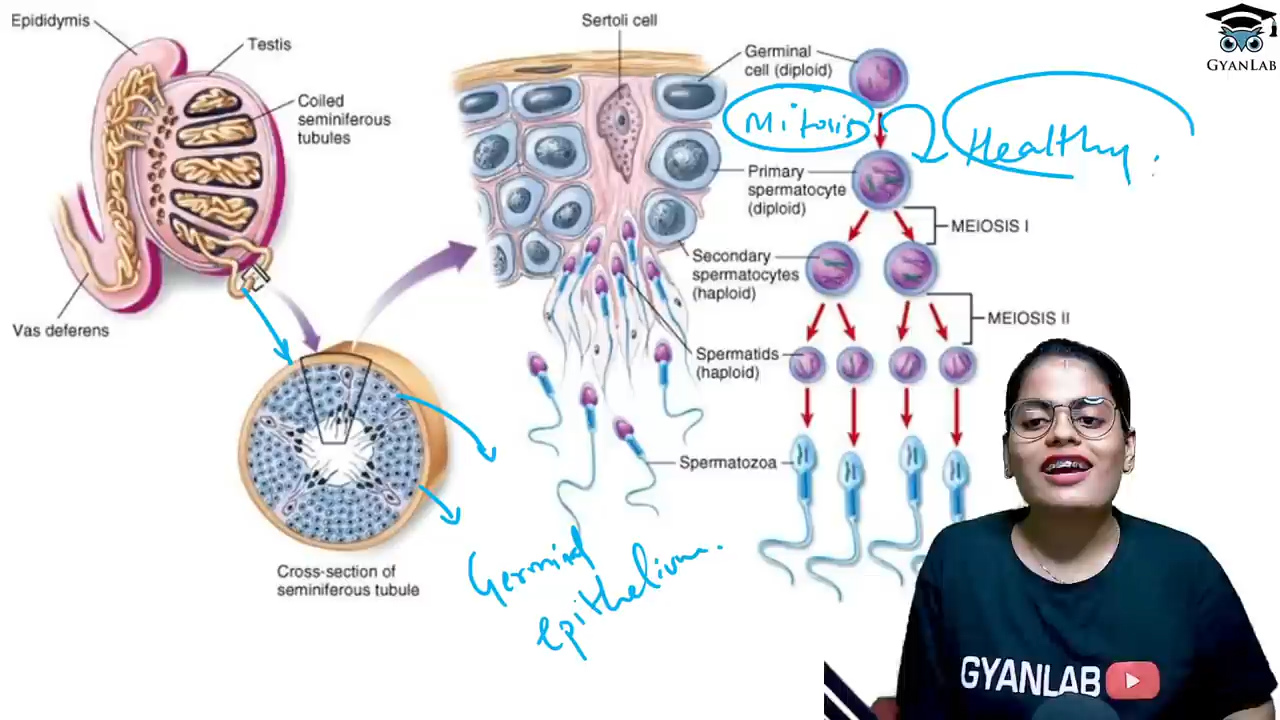 Epididymis
Testis
Coiled
seminiferous
tubules
Vas deferens
Cross-section of
seminiferous tubule
Sertoli cell
Germinal
cell (diploid)
Mitosis
Healthy.
Primary
spermatocyte
(diploid)
MEIOSIS I
Secondary
spermatocytes
(haploid)
MEIOSIS II
Spermatids
(haploid)
Spermatozoa
Germinal
epithelium.
GYANLAB
GYANLAB